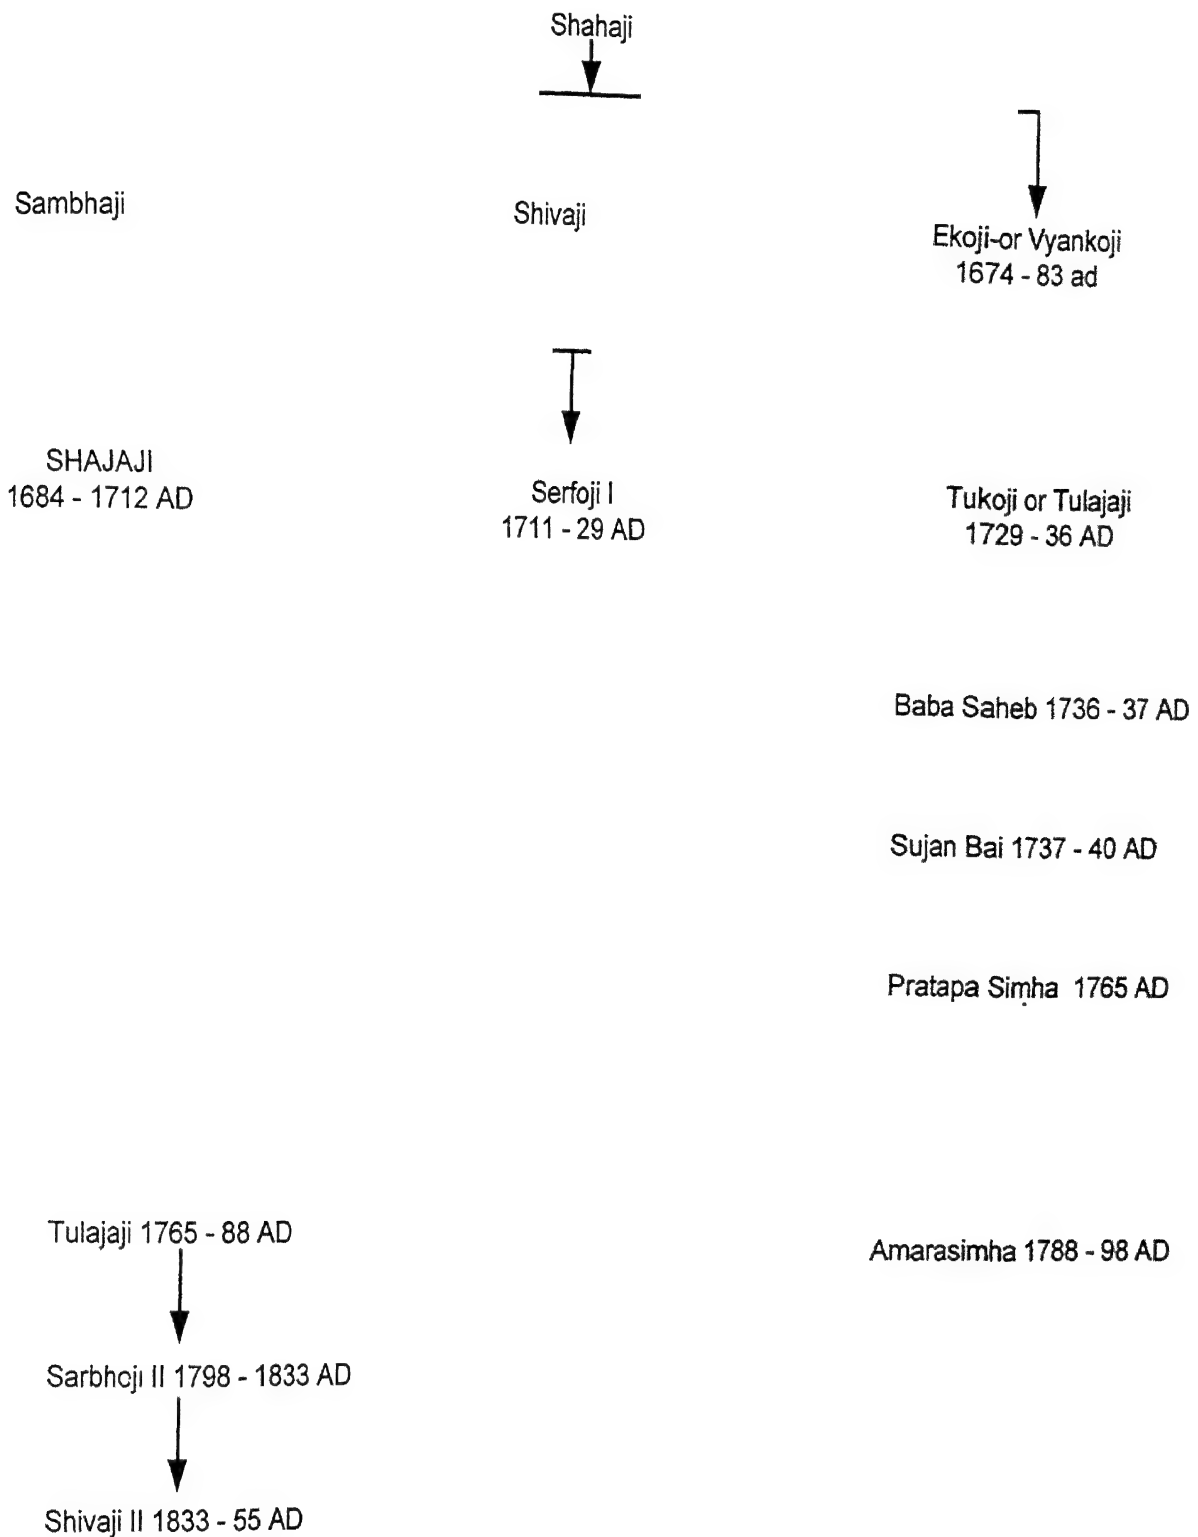 Shahaji
Sambhaji
Shivaji
Ekoji-or Vyankoji
1674 - 83 ad
SHAJAJI
1684 - 1712 AD
Serfoji I
1711 - 29 AD
Tukoji or Tulajaji
1729 - 36 AD
Baba Saheb 1736 - 37 AD
Sujan Bai 1737 - 40 AD
Pratapa Siṃha 1765 AD
Tulajaji 1765 - 88 AD
Amarasimha 1788 - 98 AD
Sarbhoji II 1798 - 1833 AD
Shivaji II 1833 - 55 AD